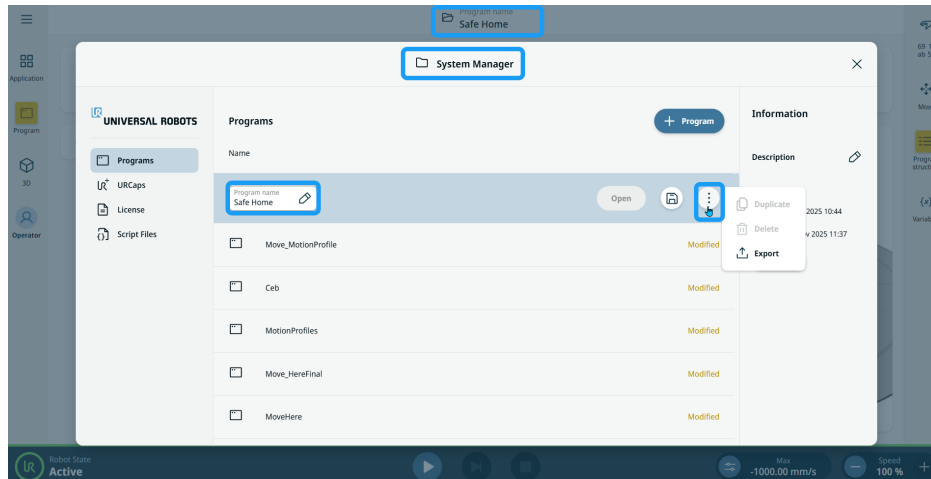 Program name
Safe Home
System Manager
Application
Program
3D
Operator
UNIVERSAL ROBOTS
Programs
URCaps
License
Script Files
Programs
+ Program
Name
Program name
Safe Home
Open
Duplicate
Delete
Export
Move_MotionProfile
Modified
Ceb
Modified
MotionProfiles
Modified
Move_HereFinal
Modified
MoveHere
Modified
Information
Description
2025 10:44
2025 11:37
Robot State
Active
Max
-1000.00 mm/s
Speed
100 %